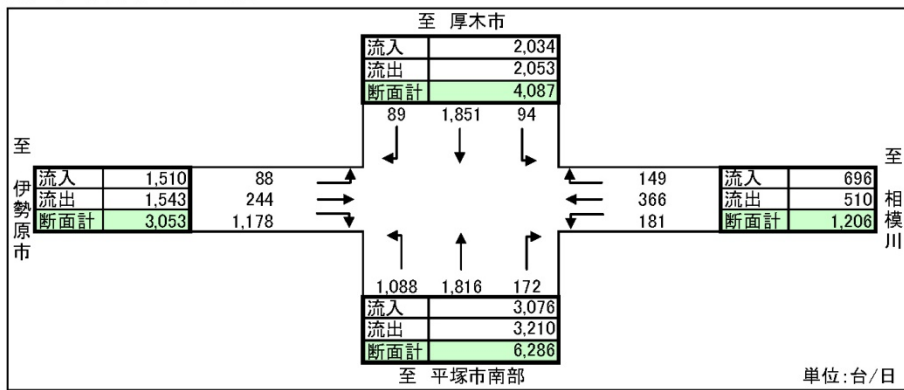 至 厚木市
流入 2,034
流出 2,053
断面計 4,087
89 1,851 94
至 伊勢原市
流入 1,510
流出 1,543
断面計 3,053
88
244
1,178
149
366
181
流入 696
流出 510
断面計 1,206
至 相模川
1,088 1,816 172
流入 3,076
流出 3,210
断面計 6,286
至 平塚市南部
単位:台/日